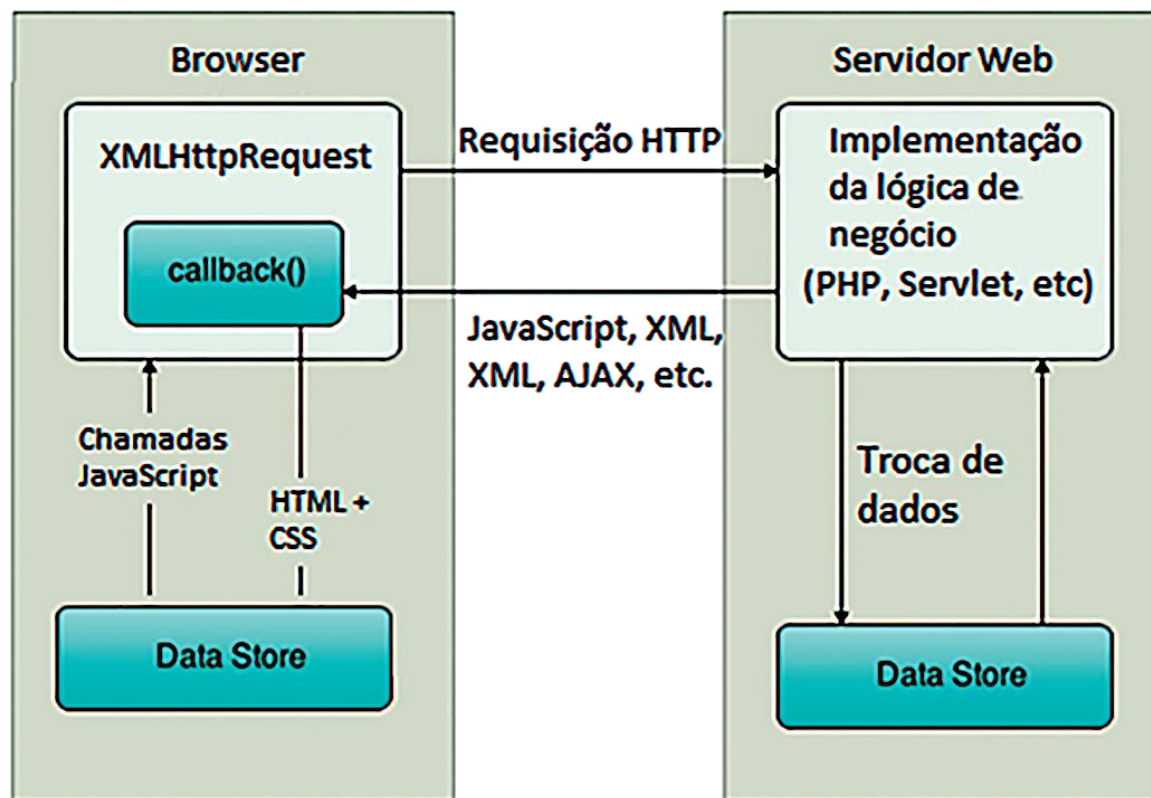 Browser
XMLHttpRequest
callback()
Chamadas
JavaScript
HTML +
CSS
Data Store
Requisição HTTP
JavaScript, XML,
XML, AJAX, etc.
Servidor Web
Implementação
da lógica de
negócio
(PHP, Servlet, etc)
Troca de
dados
Data Store